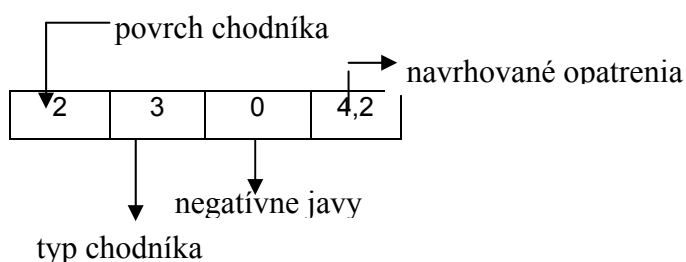 povrch chodníka
navrhované opatrenia
2 3 0 4,2
negatívne javy
typ chodníka